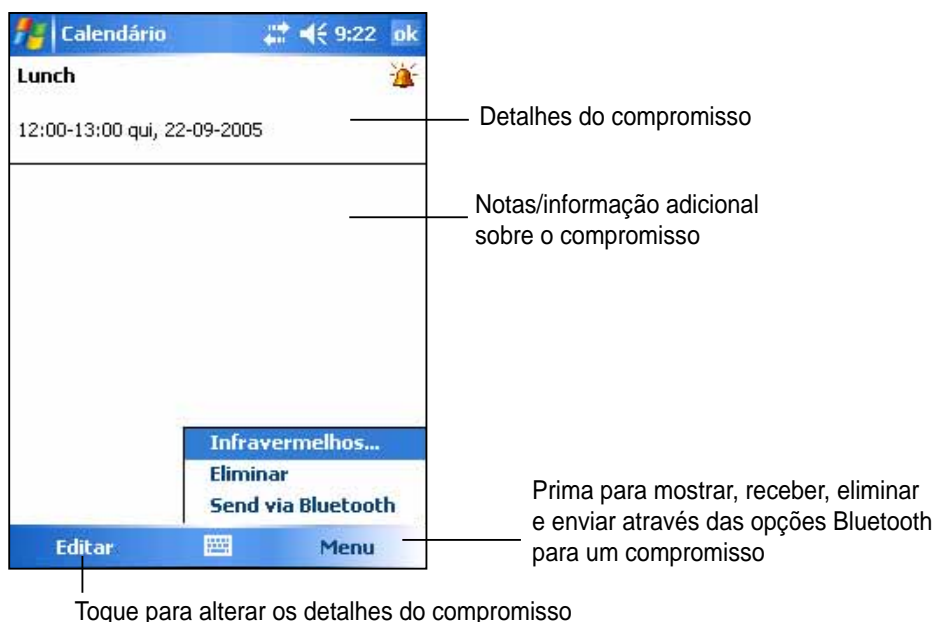 Calendário 9:22 ok
Lunch
12:00-13:00 qui, 22-09-2005
Detalhes do compromisso
Notas/informação adicional
sobre o compromisso
Infravermelhos...
Eliminar
Send via Bluetooth
Prima para mostrar, receber, eliminar
e enviar através das opções Bluetooth
para um compromisso
Editar Menu
Toque para alterar os detalhes do compromisso